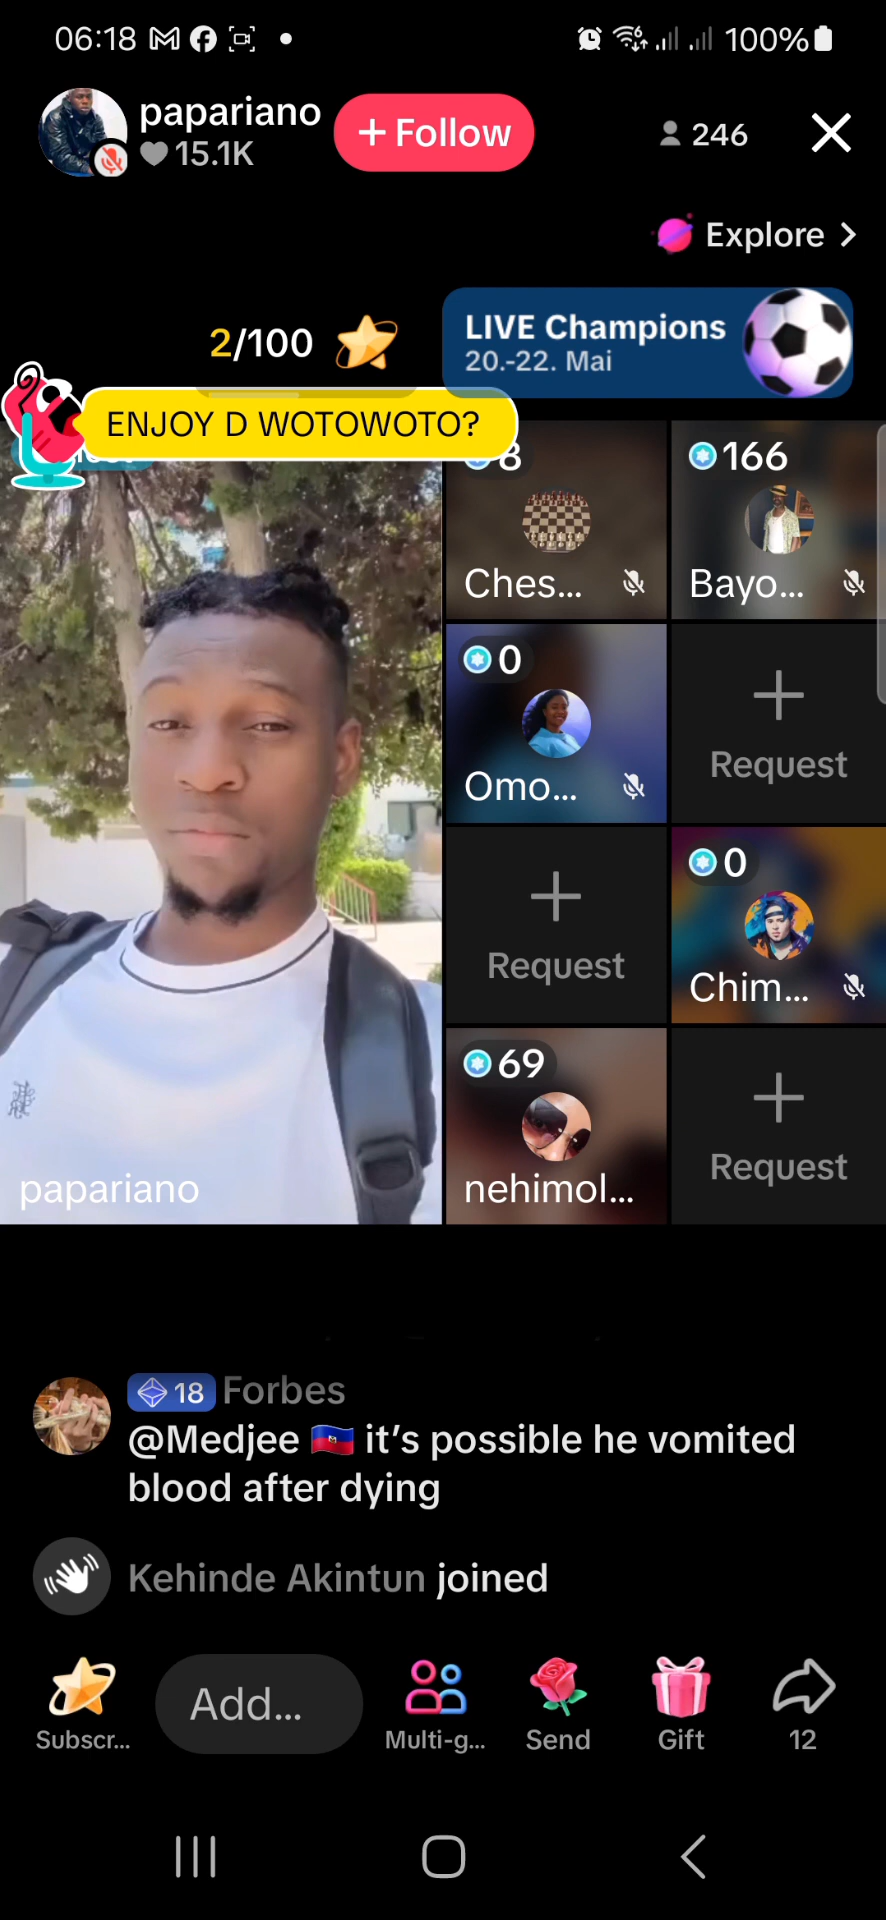 06:18
100%
papariano
15.1K
+ Follow
246
Explore
2/100
LIVE Champions
20.-22. Mai
ENJOY D WOTOWOTO?
8
166
Ches...
Bayo...
0
Omo...
Request
0
Request
Chim...
69
Request
nehimol...
papariano
18 Forbes
@Medjee 🇭🇹 it's possible he vomited
blood after dying
Kehinde Akintun joined
Add...
Subscr...
Multi-g...
Send
Gift
12